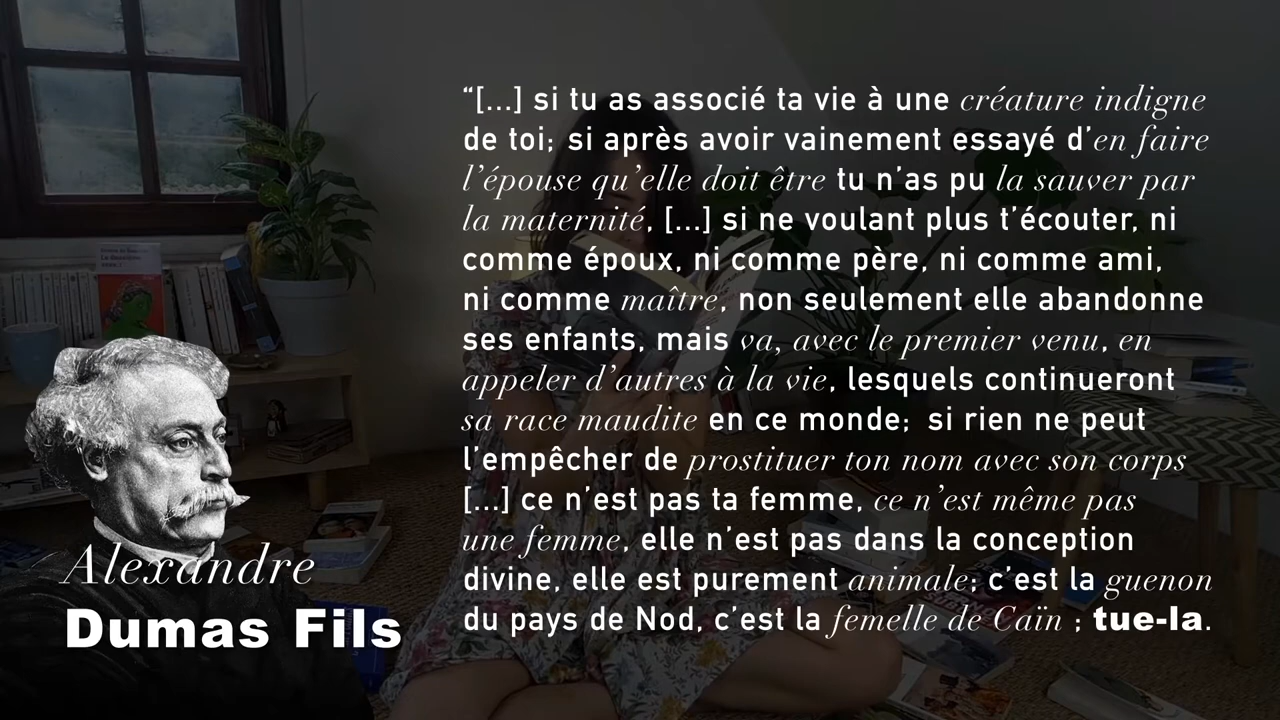 “[...] si tu as associé ta vie à une créature indigne
de toi; si après avoir vainement essayé d’en faire
l’épouse qu’elle doit être tu n’as pu la sauver par
la maternité, [...] si ne voulant plus t’écouter, ni
comme époux, ni comme père, ni comme ami,
ni comme maître, non seulement elle abandonne
ses enfants, mais va, avec le premier venu, en
appeler d’autres à la vie, lesquels continueront
sa race maudite en ce monde; si rien ne peut
l’empêcher de prostituer ton nom avec son corps
[...] ce n’est pas ta femme, ce n’est même pas
une femme, elle n’est pas dans la conception
divine, elle est purement animale; c’est la guenon
du pays de Nod, c’est la femelle de Caïn ; tue-la.
Alexandre
Dumas Fils